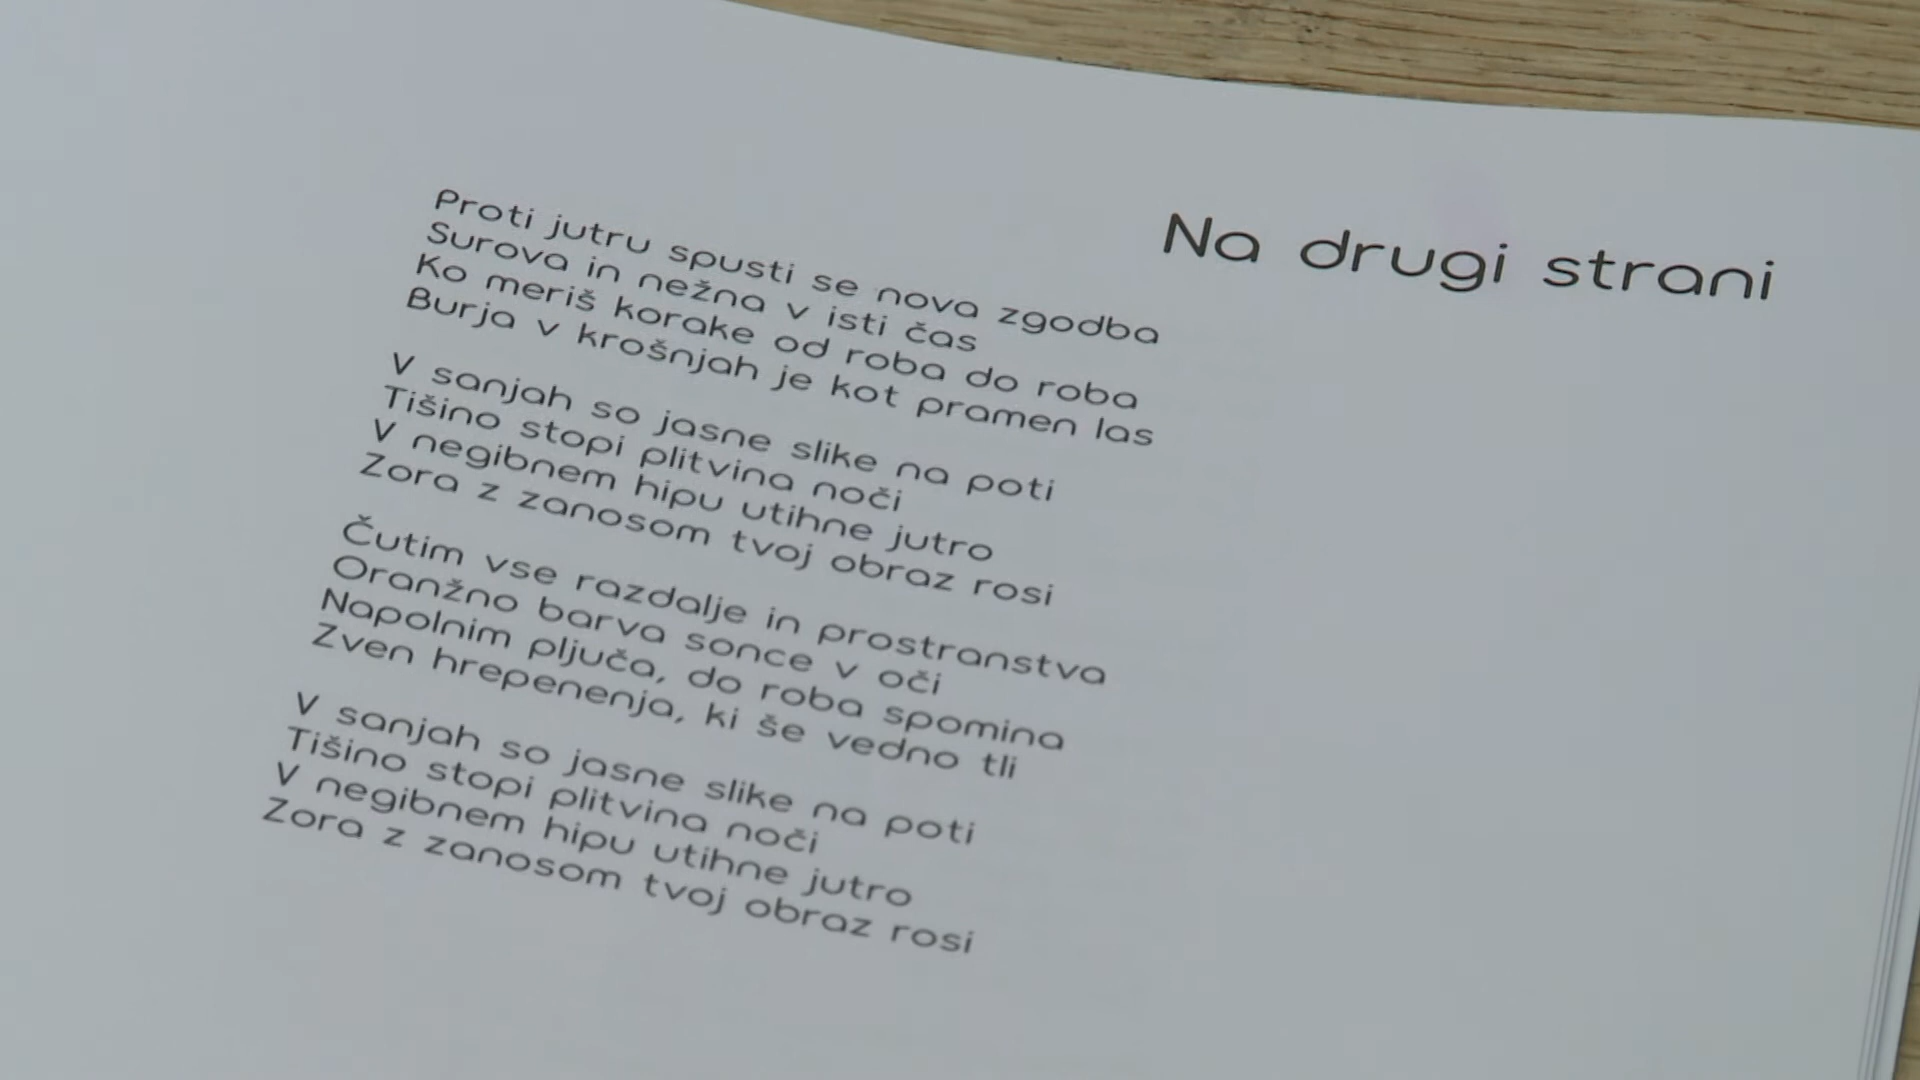 Na drugi strani
Proti jutru spusti se nova zgodba
Surova in nežna v isti čas
Ko meriš korake od roba do roba
Burja v krošnjah je kot pramen las
V sanjah so jasne slike na poti
Tišino stopi plitvina noči
V negibnem hipu utihne jutro
Zora z zanosom tvoj obraz rosi
Čutim vse razdalje in prostranstva
Oranžno barva sonce v oči
Napolnim pljuča, do roba spomina
Zven hrepenenja, ki še vedno tli
V sanjah so jasne slike na poti
Tišino stopi plitvina noči
V negibnem hipu utihne jutro
Zora z zanosom tvoj obraz rosi